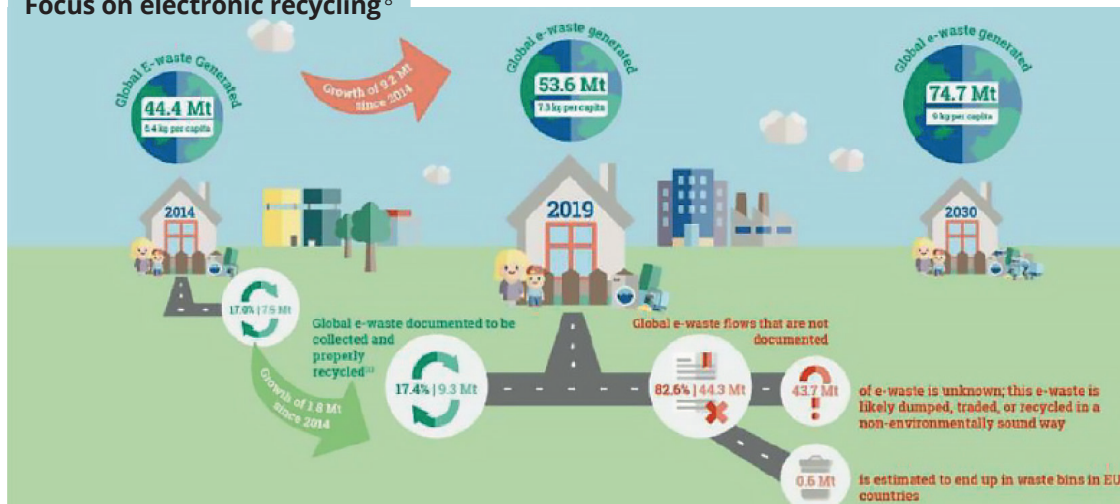 Focus on electronic recycling⁸
Global E-waste Generated
44.4 Mt
6.4 kg per capita
Growth of 9.2 Mt
since 2014
Global e-waste generated
53.6 Mt
7.3 kg per capita
Global e-waste generated
74.7 Mt
9 kg per capita
2014
2019
2030
17.0% | 7.5 Mt
Growth of 1.8 Mt
since 2014
Global e-waste documented to be
collected and
properly
recycled
17.4% | 9.3 Mt
Global e-waste flows that are not
documented
82.6% | 44.3 Mt
43.7 Mt
of e-waste is unknown; this e-waste is
likely dumped, traded, or recycled in a
non-environmentally sound way
0.6 Mt
is estimated to end up in waste bins in EU
countries